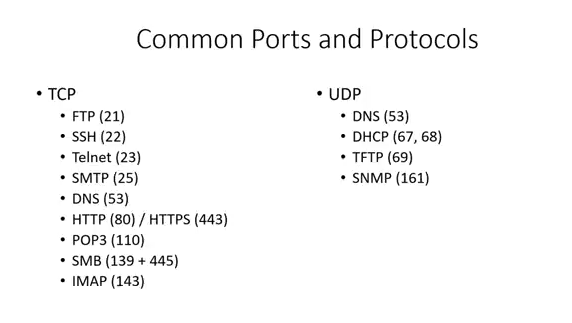 Common Ports and Protocols
• TCP
• FTP (21)
• SSH (22)
• Telnet (23)
• SMTP (25)
• DNS (53)
• HTTP (80) / HTTPS (443)
• POP3 (110)
• SMB (139 + 445)
• IMAP (143)
• UDP
• DNS (53)
• DHCP (67, 68)
• TFTP (69)
• SNMP (161)